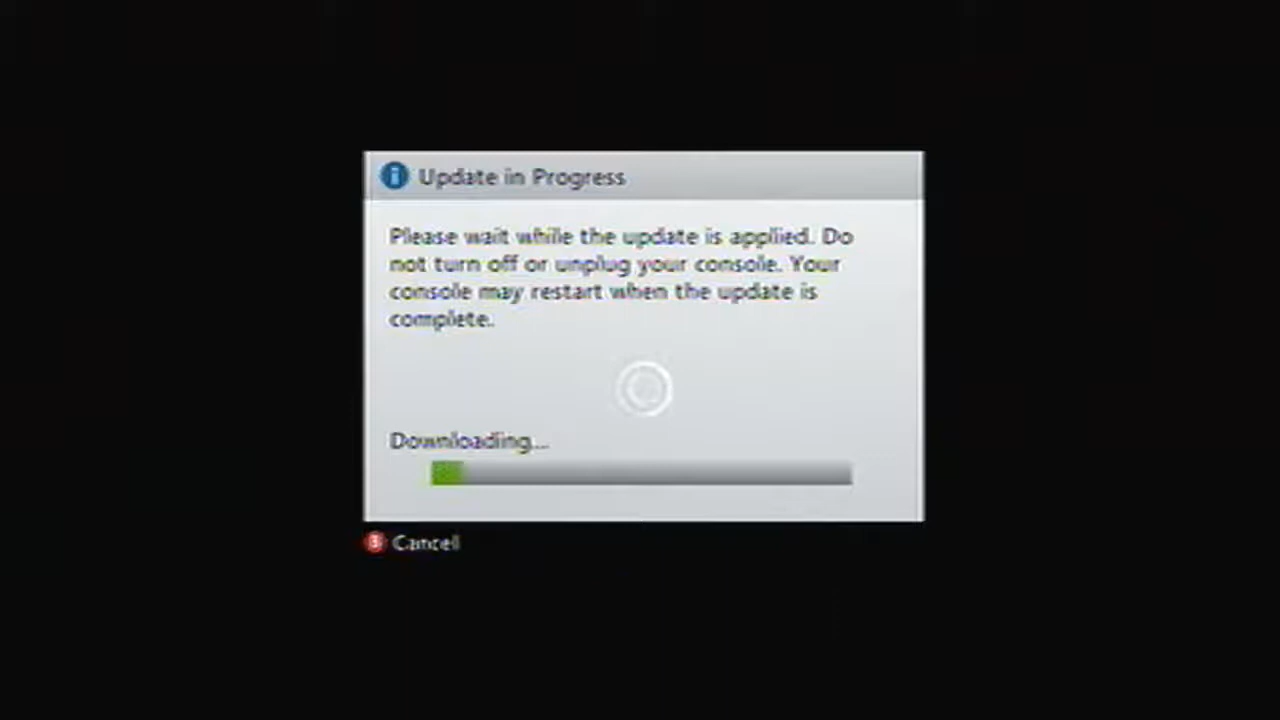 Update in Progress
Please wait while the update is applied. Do
not turn off or unplug your console. Your
console may restart when the update is
complete.
Downloading...
B Cancel